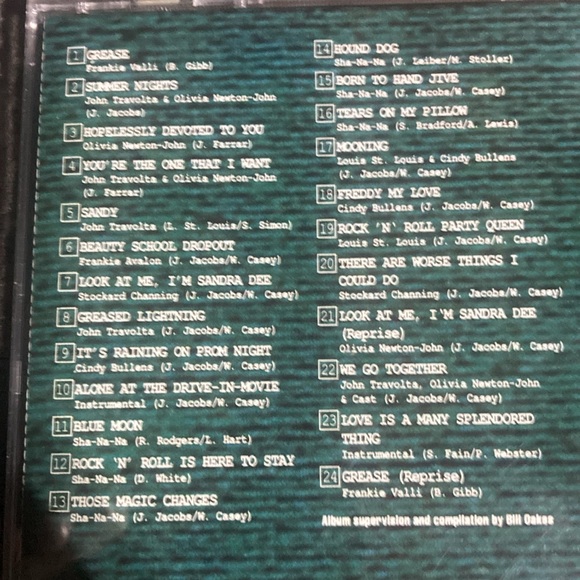 1 GREASE
Frankie Valli (B. Gibb)
2 SUMMER NIGHTS
John Travolta & Olivia Newton-John
(J. Jacobs)
3 HOPELESSLY DEVOTED TO YOU
Olivia Newton-John (J. Farrar)
4 YOU'RE THE ONE THAT I WANT
John Travolta & Olivia Newton-John
(J. Farrar)
5 SANDY
John Travolta (L. St. Louis/S. Simon)
6 BEAUTY SCHOOL DROPOUT
Frankie Avalon (J. Jacobs/W. Casey)
7 LOOK AT ME, I'M SANDRA DEE
Stockard Channing (J. Jacobs/W. Casey)
8 GREASED LIGHTNING
John Travolta (J. Jacobs/W. Casey)
9 IT'S RAINING ON PROM NIGHT
Cindy Bullens (J. Jacobs/W. Casey)
10 ALONE AT THE DRIVE-IN-MOVIE
Instrumental (J. Jacobs/W. Casey)
11 BLUE MOON
Sha-Na-Na (R. Rodgers/L. Hart)
12 ROCK 'N' ROLL IS HERE TO STAY
Sha-Na-Na (D. White)
13 THOSE MAGIC CHANGES
Sha-Na-Na (J. Jacobs/W. Casey)
14 HOUND DOG
Sha-Na-Na (J. Leiber/M. Stoller)
15 BORN TO HAND JIVE
Sha-Na-Na (J. Jacobs/W. Casey)
16 TEARS ON MY PILLOW
Sha-Na-Na (S. Bradford/A. Lewis)
17 MOONING
Louis St. Louis & Cindy Bullens
(J. Jacobs/W. Casey)
18 FREDDY MY LOVE
Cindy Bullens (J. Jacobs/W. Casey)
19 ROCK 'N' ROLL PARTY QUEEN
Louis St. Louis (J. Jacobs/W. Casey)
20 THERE ARE WORSE THINGS I
COULD DO
Stockard Channing (J. Jacobs/W. Casey)
21 LOOK AT ME, I'M SANDRA DEE
(Reprise)
Olivia Newton-John (J. Jacobs/W. Casey)
22 WE GO TOGETHER
John Travolta, Olivia Newton-John
& Cast (J. Jacobs/W. Casey)
23 LOVE IS A MANY SPLENDORED
THING
Instrumental (S. Fain/P. Webster)
24 GREASE (Reprise)
Frankie Valli (B. Gibb)
Album supervision and compilation by Bill Oakes